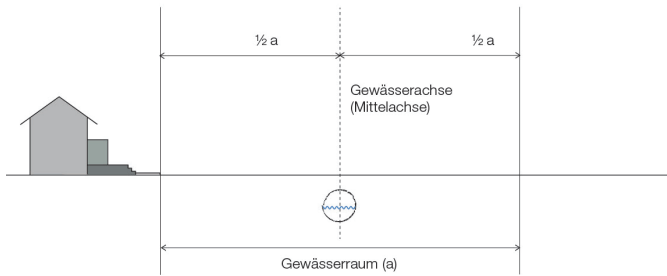 ½ a
½ a
Gewässerachse
(Mittelachse)
Gewässerraum (a)